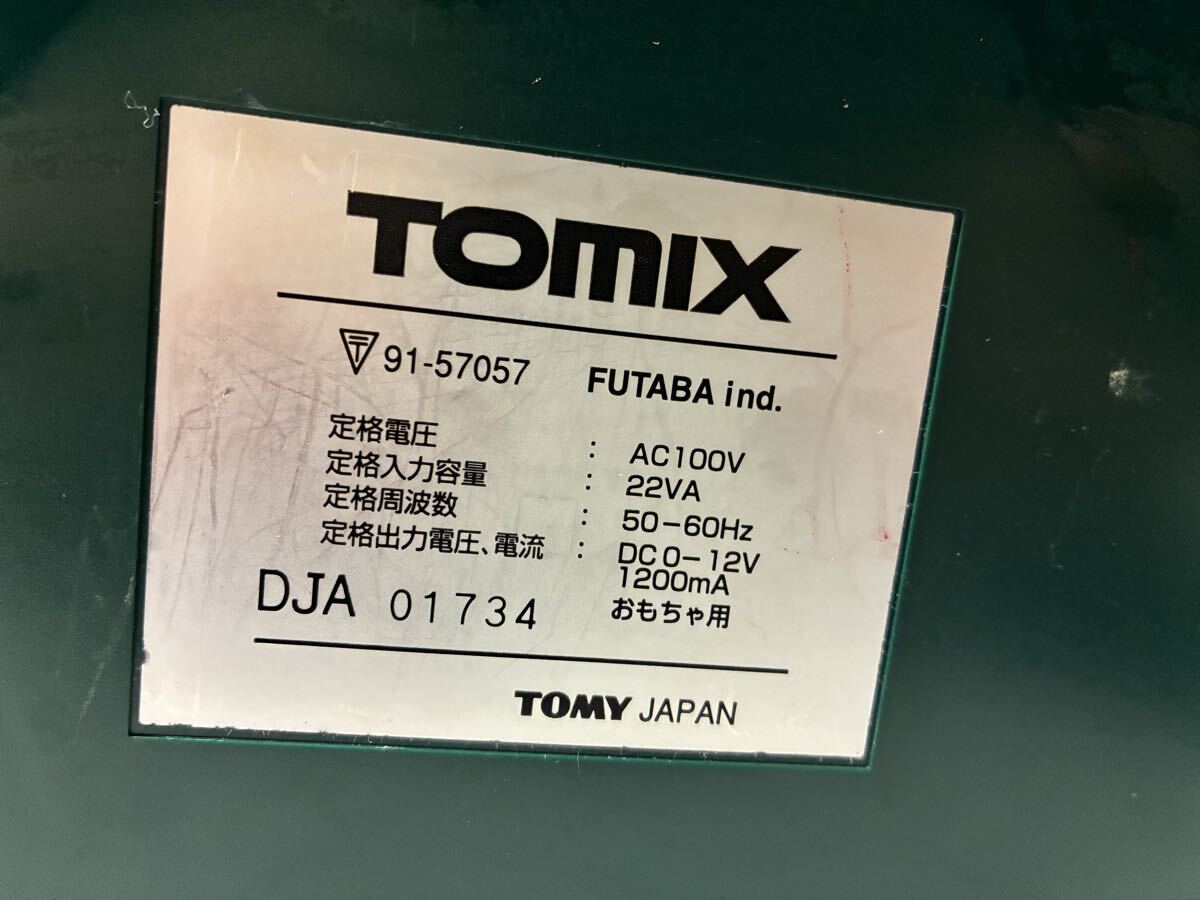 TOMIX
〒 91-57057 FUTABA ind.
定格電圧 : AC100V
定格入力容量 : 22VA
定格周波数 : 50-60Hz
定格出力電圧、電流 : DC0-12V
1200mA
DJA 01734 おもちゃ用
TOMY JAPAN